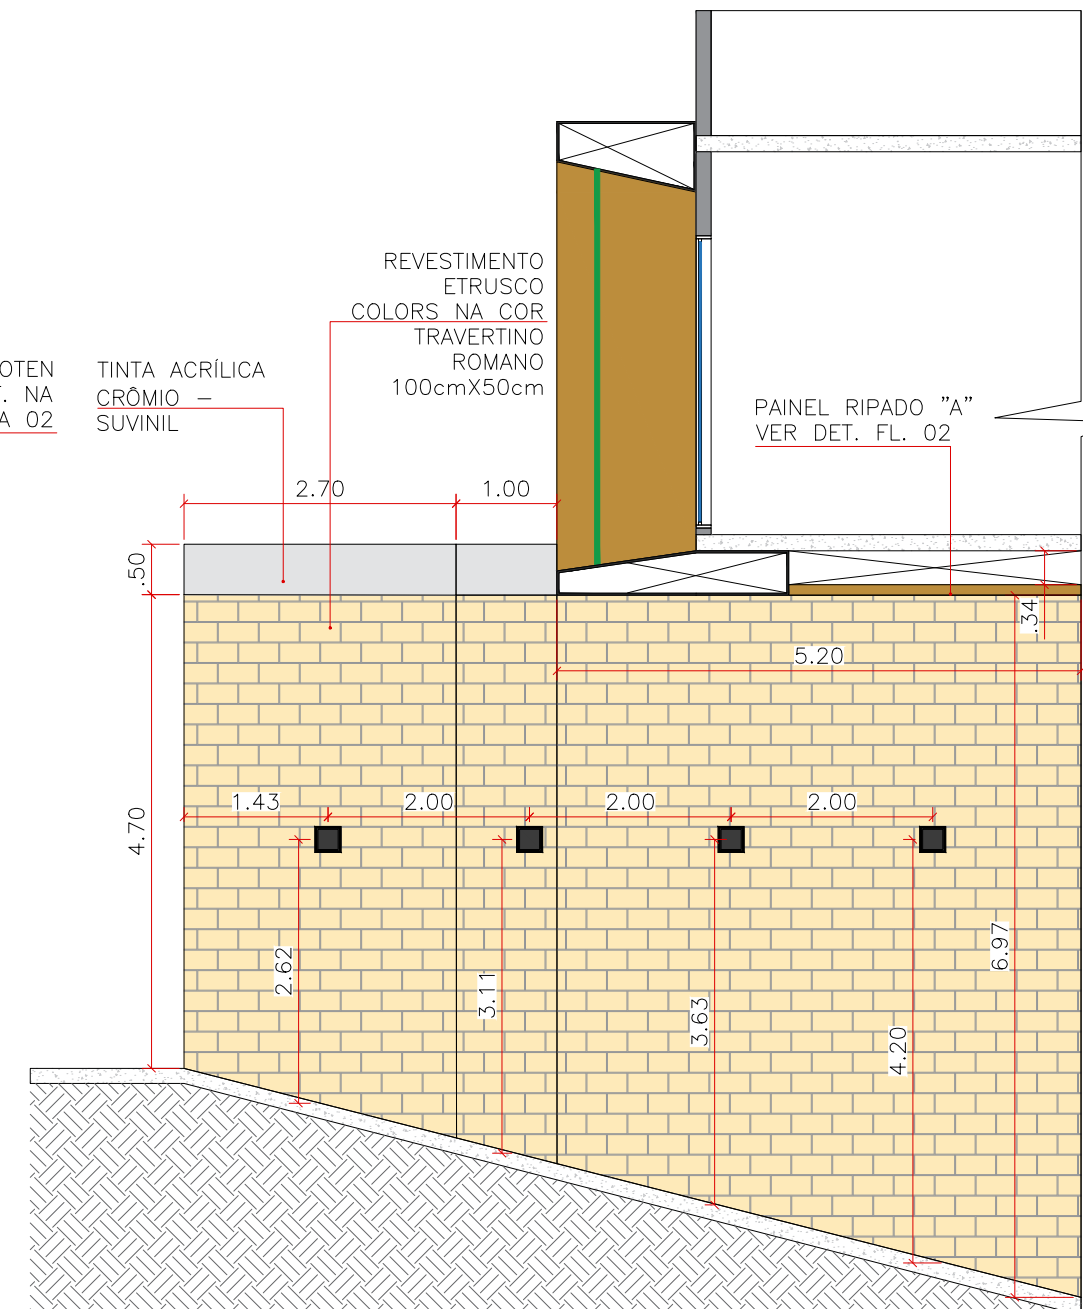 REVESTIMENTO
ETRUSCO
COLORS NA COR
TRAVERTINO
ROMANO
100cmX50cm
OTEN
. NA
A 02
TINTA ACRÍLICA
CRÔMIO –
SUVINIL
PAINEL RIPADO "A"
VER DET. FL. 02
2.70
1.00
.50
.34
5.20
4.70
1.43
2.00
2.00
2.00
2.62
3.11
3.63
4.20
6.97